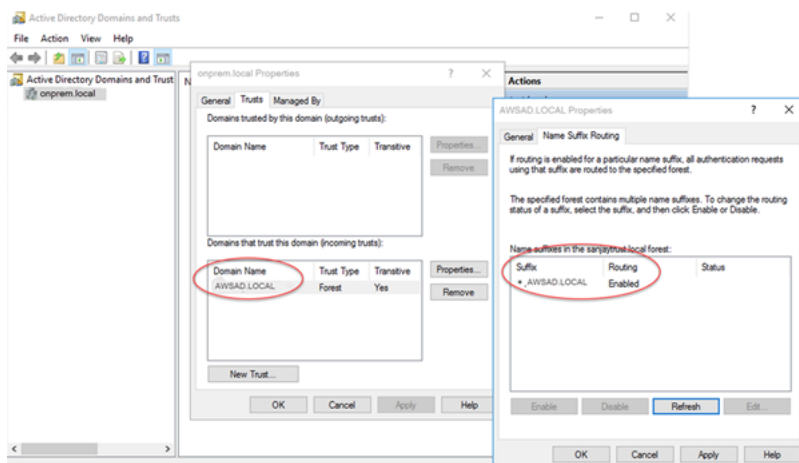 Active Directory Domains and Trusts
File Action View Help
Active Directory Domains and Trust
onprem.local
N
onprem.local Properties
General Trusts Managed By
Domains trusted by this domain (outgoing trusts):
Domain Name Trust Type Transitive
Properties...
Remove
Domains that trust this domain (incoming trusts):
Domain Name Trust Type Transitive
AWSAD.LOCAL Forest Yes
Properties...
Remove
New Trust...
OK Cancel Apply Help
Actions
AWSAD.LOCAL Properties
General Name Suffix Routing
If routing is enabled for a particular name suffix, all authentication requests
using that suffix are routed to the specified forest.
The specified forest contains multiple name suffixes. To change the routing
status of a suffix, select the suffix, and then click Enable or Disable.
Name suffixes in the sanjaytrust.local forest:
Suffix Routing Status
*.AWSAD.LOCAL Enabled
Enable Disable Refresh Edit...
OK Cancel Apply Help